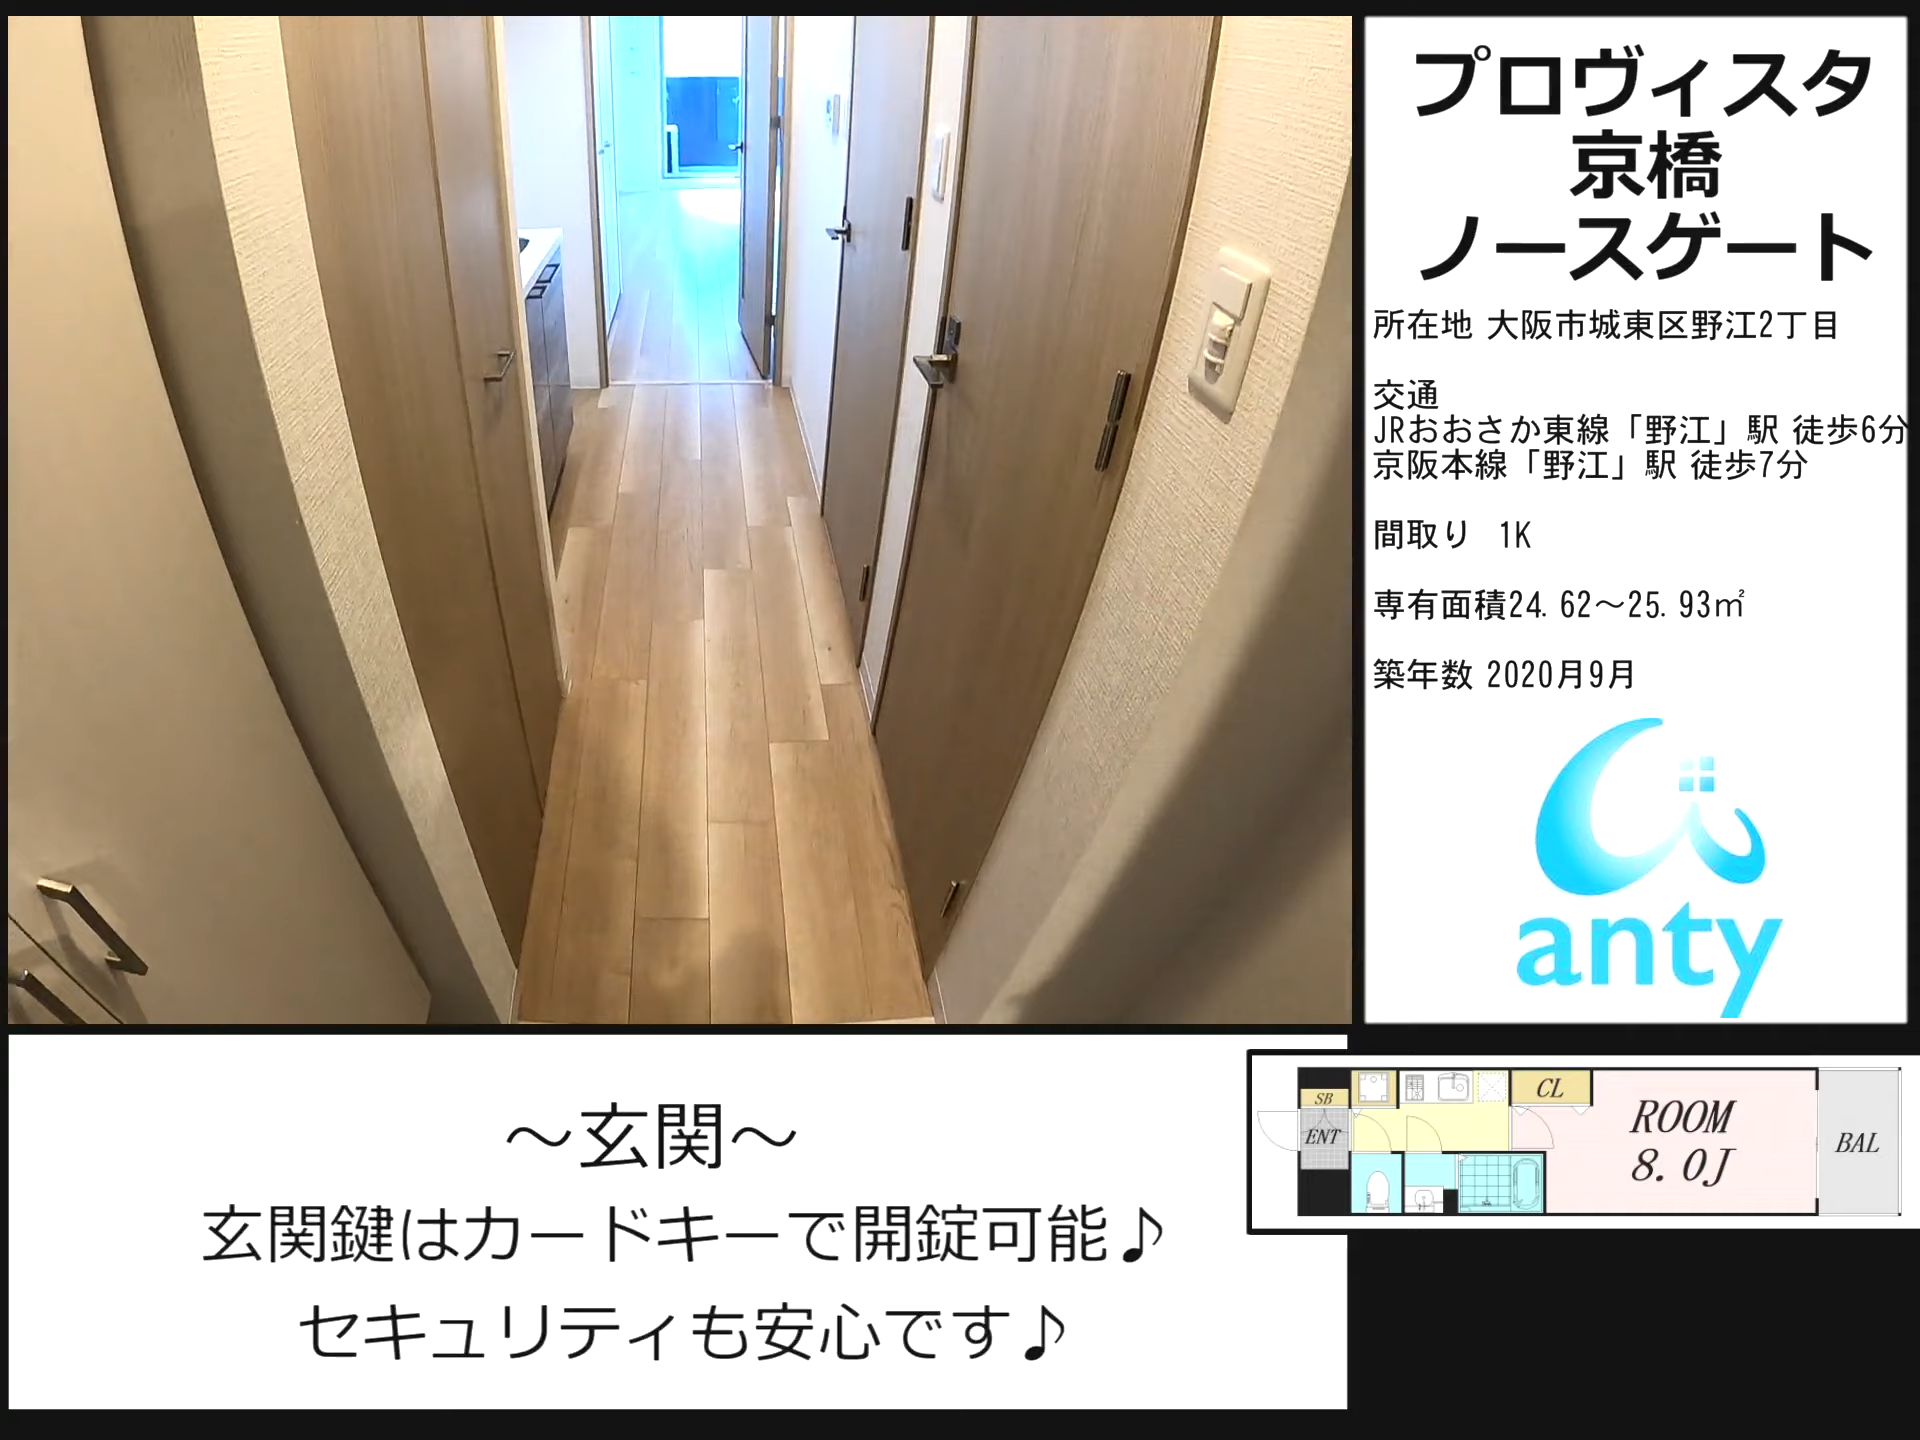 プロヴィスタ
京橋
ノースゲート
所在地 大阪市城東区野江2丁目
交通
JRおおさか東線「野江」駅 徒歩6分
京阪本線「野江」駅 徒歩7分
間取り 1K
専有面積24.62～25.93㎡
築年数 2020月9月
anty
～玄関～
玄関鍵はカードキーで開錠可能♪
セキュリティも安心です♪
SB
ENT
CL
ROOM
8.0J
BAL